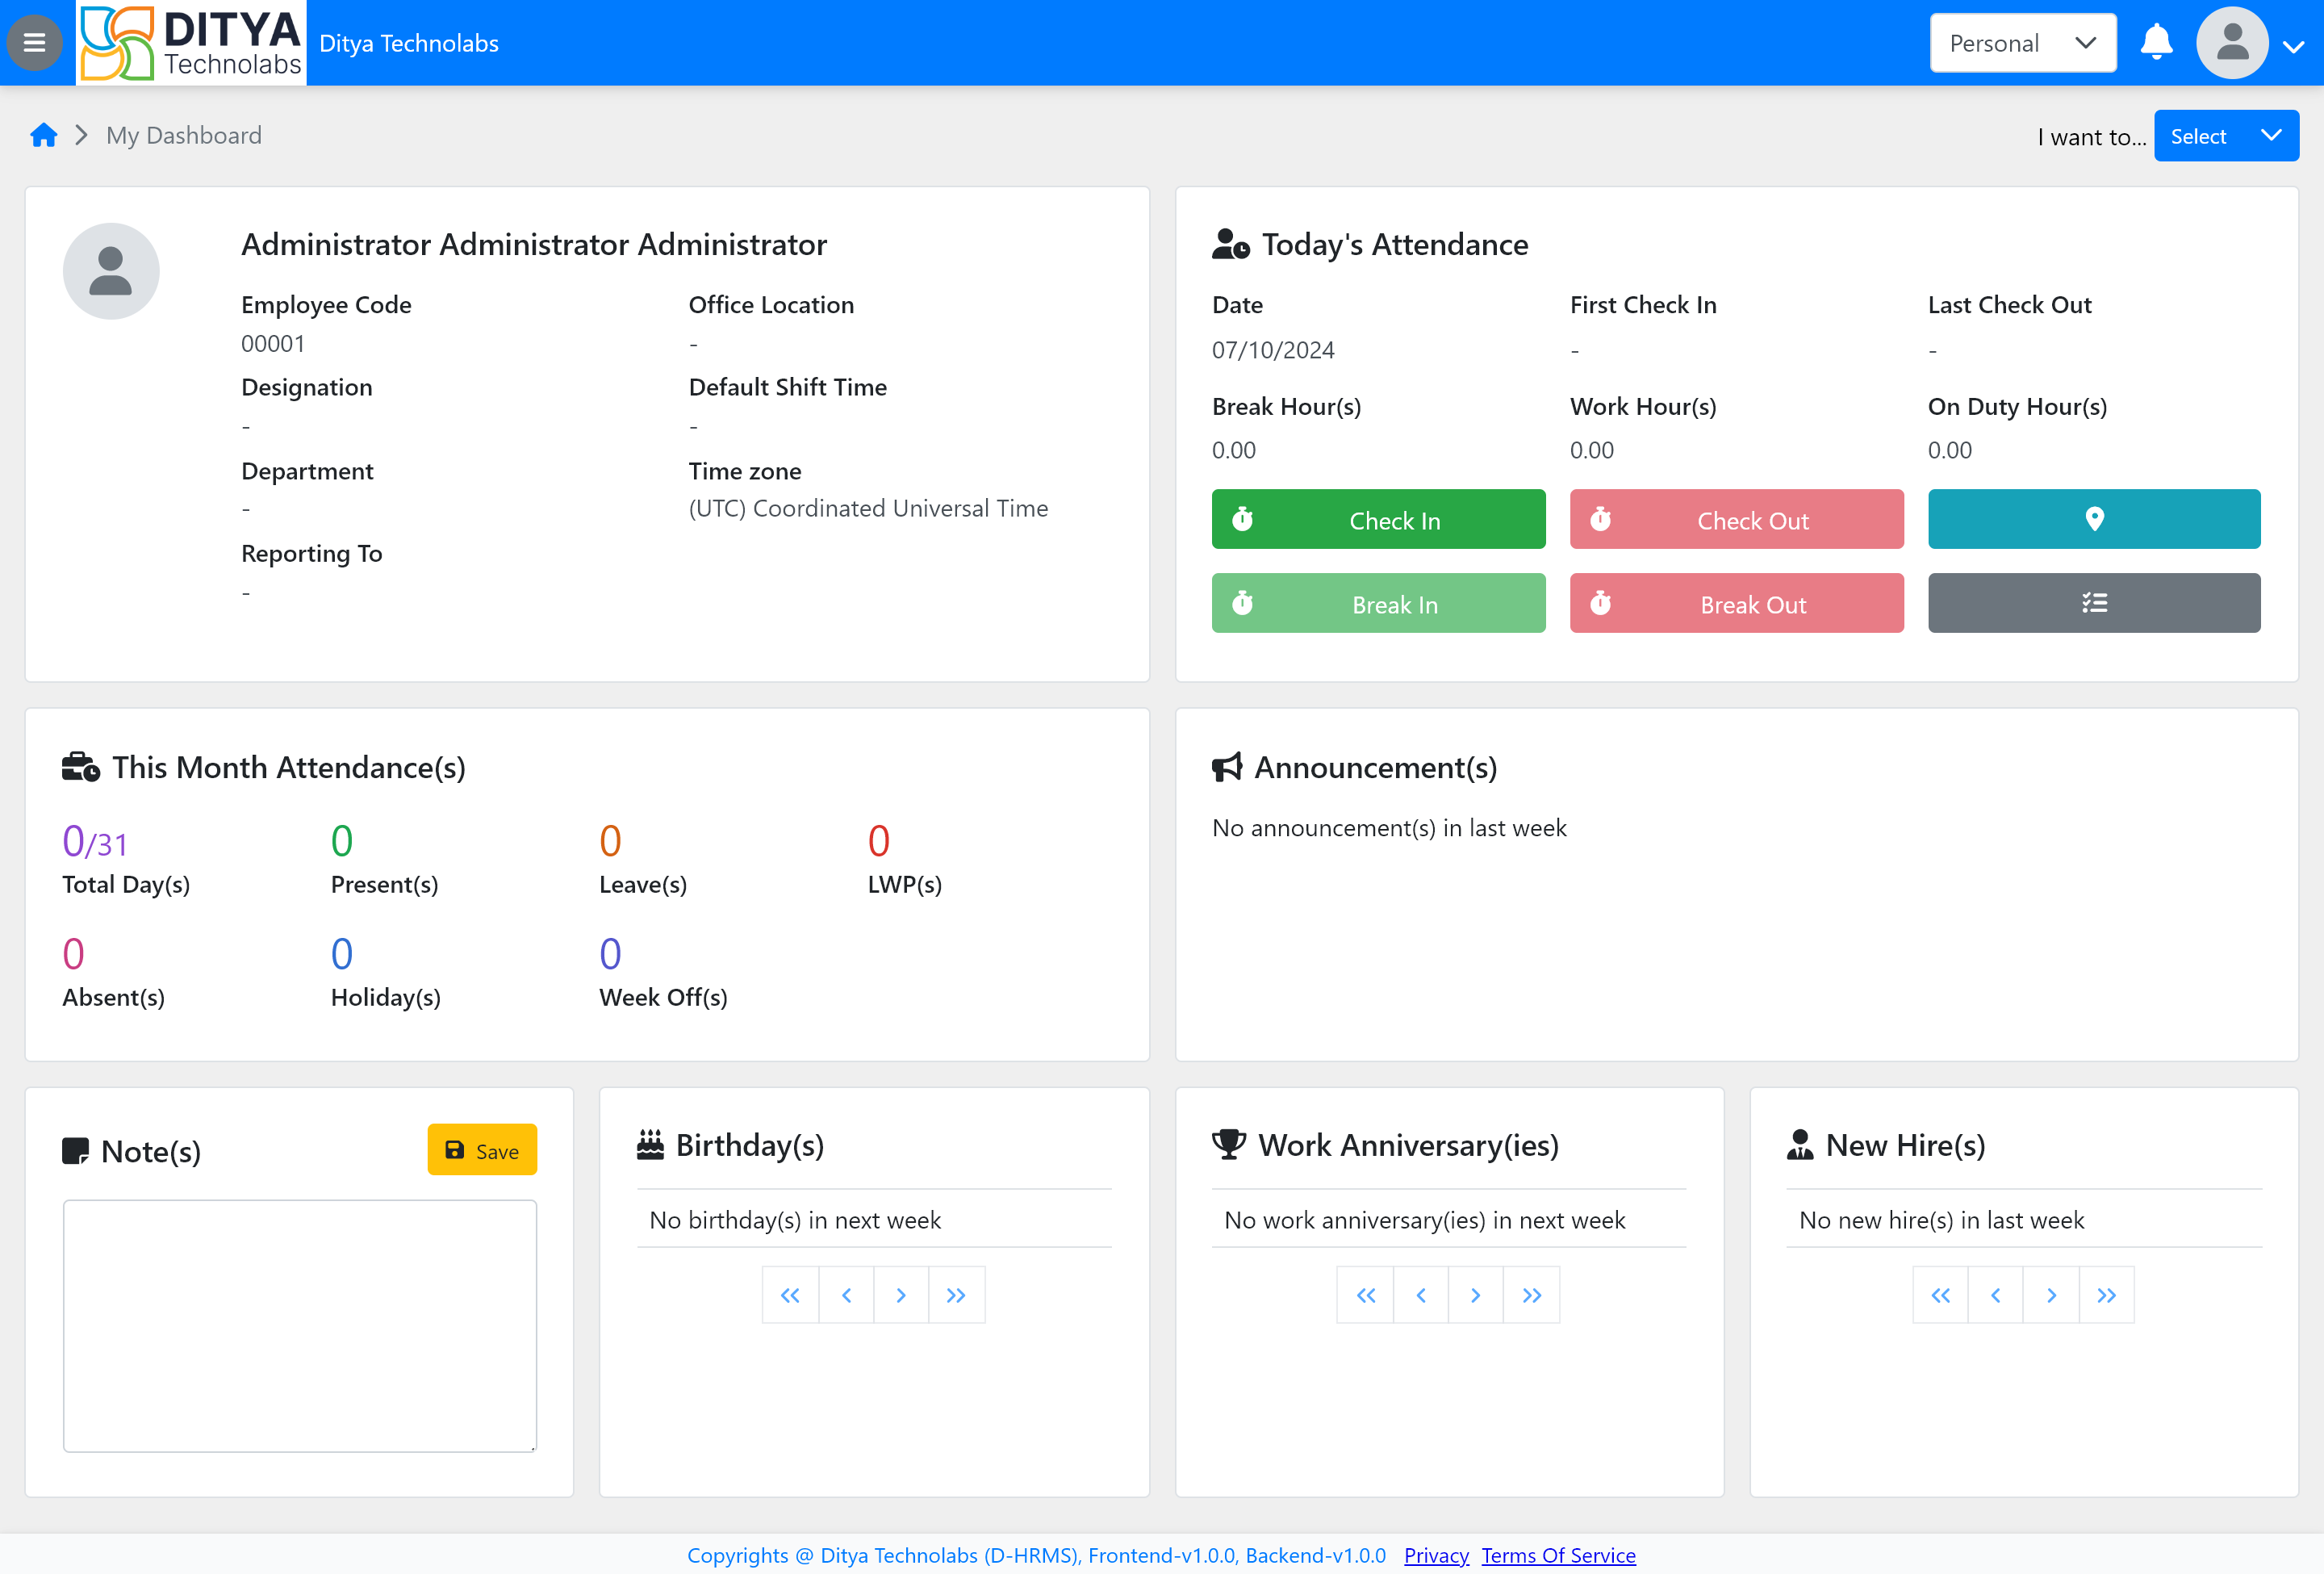 DITYA
Technolabs
Ditya Technolabs
Personal
My Dashboard
I want to...
Select
Administrator Administrator Administrator
Employee Code
00001
Office Location
-
Designation
-
Default Shift Time
-
Department
-
Time zone
(UTC) Coordinated Universal Time
Reporting To
-
Today's Attendance
Date
First Check In
Last Check Out
07/10/2024
-
-
Break Hour(s)
Work Hour(s)
On Duty Hour(s)
0.00
0.00
0.00
Check In
Check Out
Break In
Break Out
This Month Attendance(s)
0/31
0
0
0
Total Day(s)
Present(s)
Leave(s)
LWP(s)
0
0
0
Absent(s)
Holiday(s)
Week Off(s)
Announcement(s)
No announcement(s) in last week
Note(s)
Save
Birthday(s)
No birthday(s) in next week
Work Anniversary(ies)
No work anniversary(ies) in next week
New Hire(s)
No new hire(s) in last week
Copyrights @ Ditya Technolabs (D-HRMS), Frontend-v1.0.0, Backend-v1.0.0 Privacy Terms Of Service